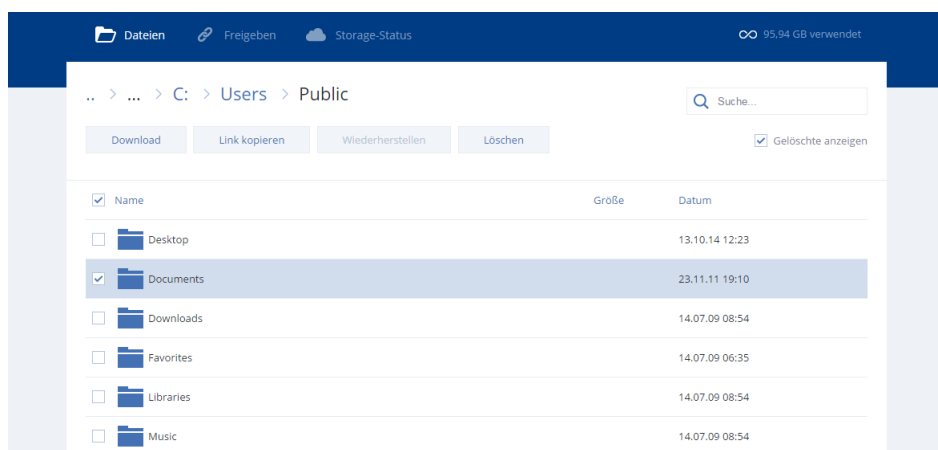 Dateien Freigeben Storage-Status 95,94 GB verwendet
.. > ... > C: > Users > Public
Suche...
Download Link kopieren Wiederherstellen Löschen Gelöschte anzeigen
Name Größe Datum
Desktop 13.10.14 12:23
Documents 23.11.11 19:10
Downloads 14.07.09 08:54
Favorites 14.07.09 06:35
Libraries 14.07.09 08:54
Music 14.07.09 08:54